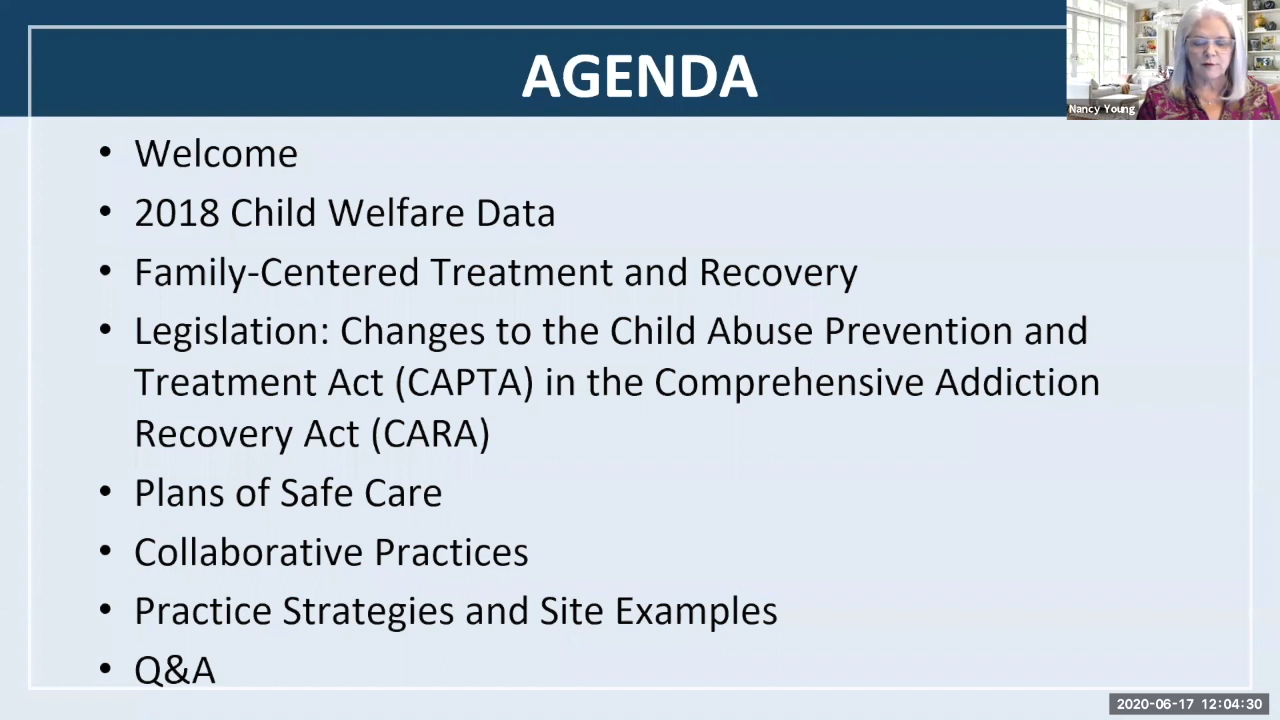 AGENDA
Nancy Young
• Welcome
• 2018 Child Welfare Data
• Family-Centered Treatment and Recovery
• Legislation: Changes to the Child Abuse Prevention and
Treatment Act (CAPTA) in the Comprehensive Addiction
Recovery Act (CARA)
• Plans of Safe Care
• Collaborative Practices
• Practice Strategies and Site Examples
• Q&A
2020-06-17 12:04:30